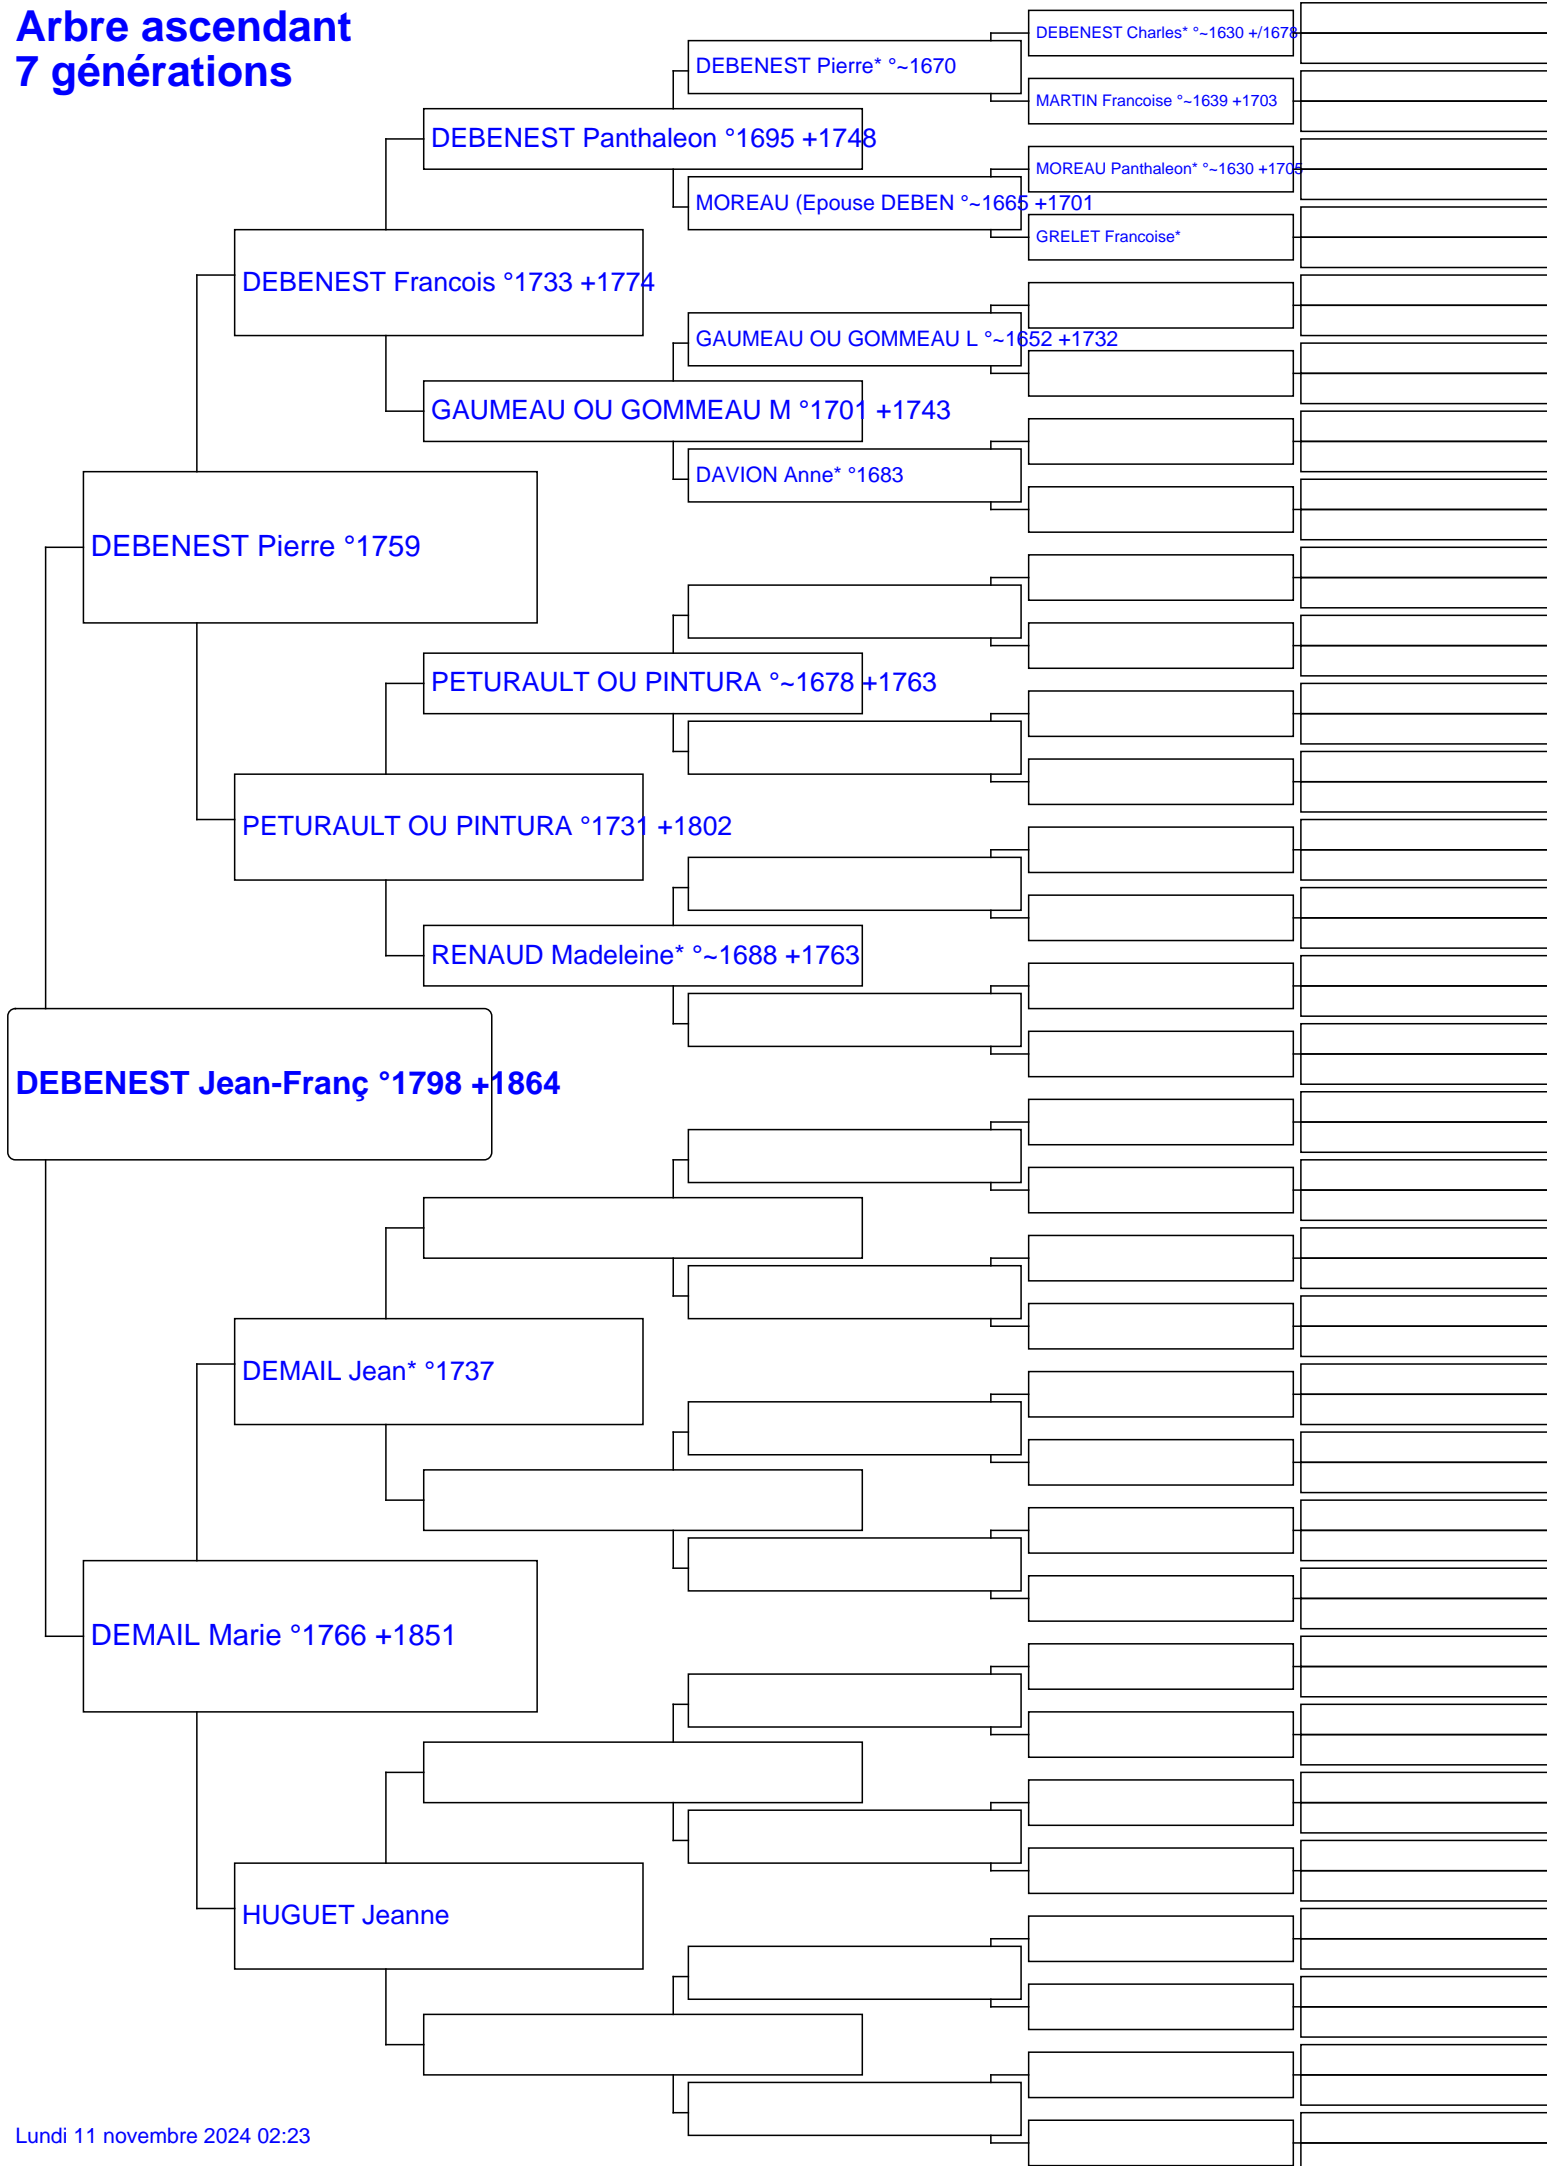 Arbre ascendant
7 générations
DEBENEST Charles* °~1630 +/1678
DEBENEST Pierre* °~1670
MARTIN Francoise °~1639 +1703
DEBENEST Panthaleon °1695 +1748
MOREAU Panthaleon* °~1630 +1705
MOREAU (Epouse DEBEN °~1665 +1701
GRELET Francoise*
DEBENEST Francois °1733 +1774
GAUMEAU OU GOMMEAU L °~1652 +1732
GAUMEAU OU GOMMEAU M °1701 +1743
DAVION Anne* °1683
DEBENEST Pierre °1759
PETURAULT OU PINTURA °~1678 +1763
PETURAULT OU PINTURA °1731 +1802
RENAUD Madeleine* °~1688 +1763
DEBENEST Jean-Franç °1798 +1864
DEMAIL Jean* °1737
DEMAIL Marie °1766 +1851
HUGUET Jeanne
Lundi 11 novembre 2024 02:23